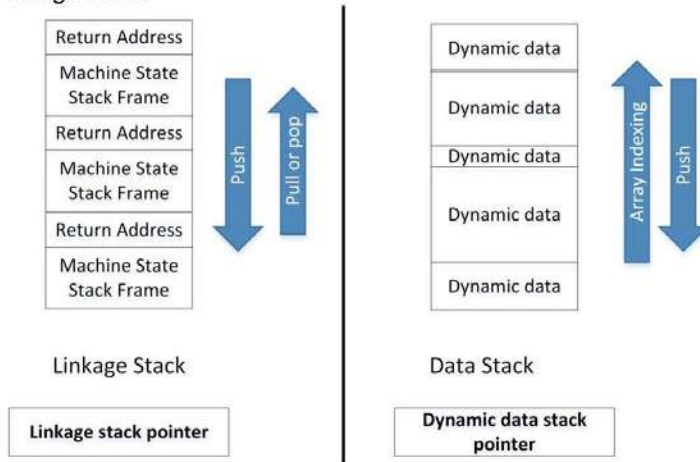 Return Address
Machine State
Stack Frame
Return Address
Machine State
Stack Frame
Return Address
Machine State
Stack Frame
Push
Pull or pop
Linkage Stack
Linkage stack pointer
Dynamic data
Dynamic data
Dynamic data
Dynamic data
Dynamic data
Array Indexing
Push
Data Stack
Dynamic data stack
pointer